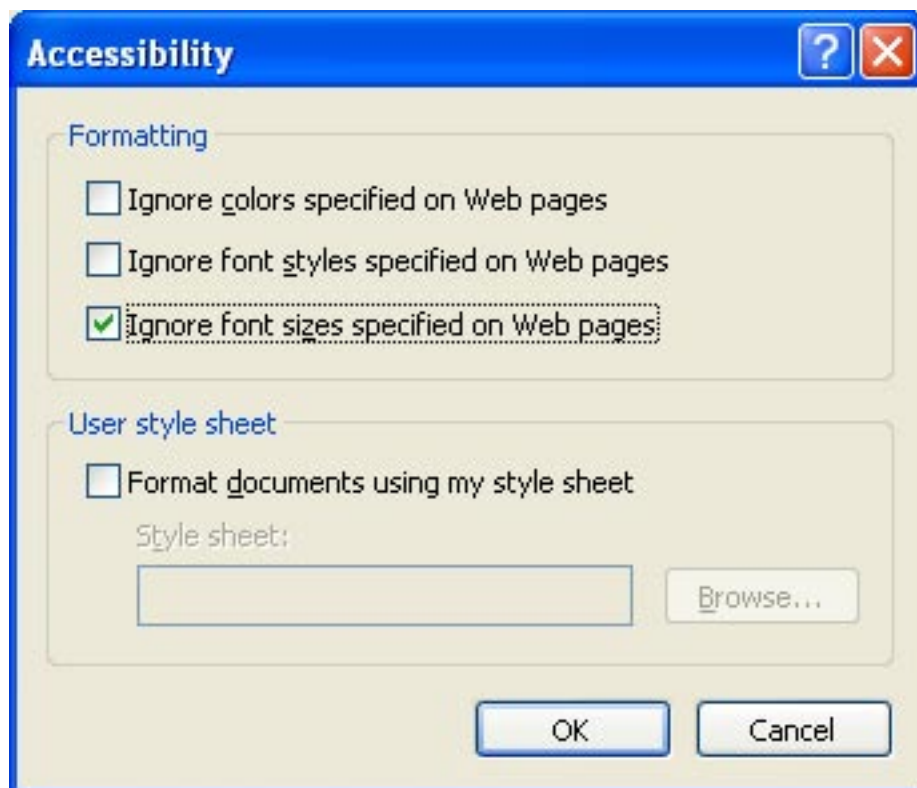 Accessibility
Formatting
Ignore colors specified on Web pages
Ignore font styles specified on Web pages
Ignore font sizes specified on Web pages
User style sheet
Format documents using my style sheet
Style sheet:
Browse...
OK Cancel